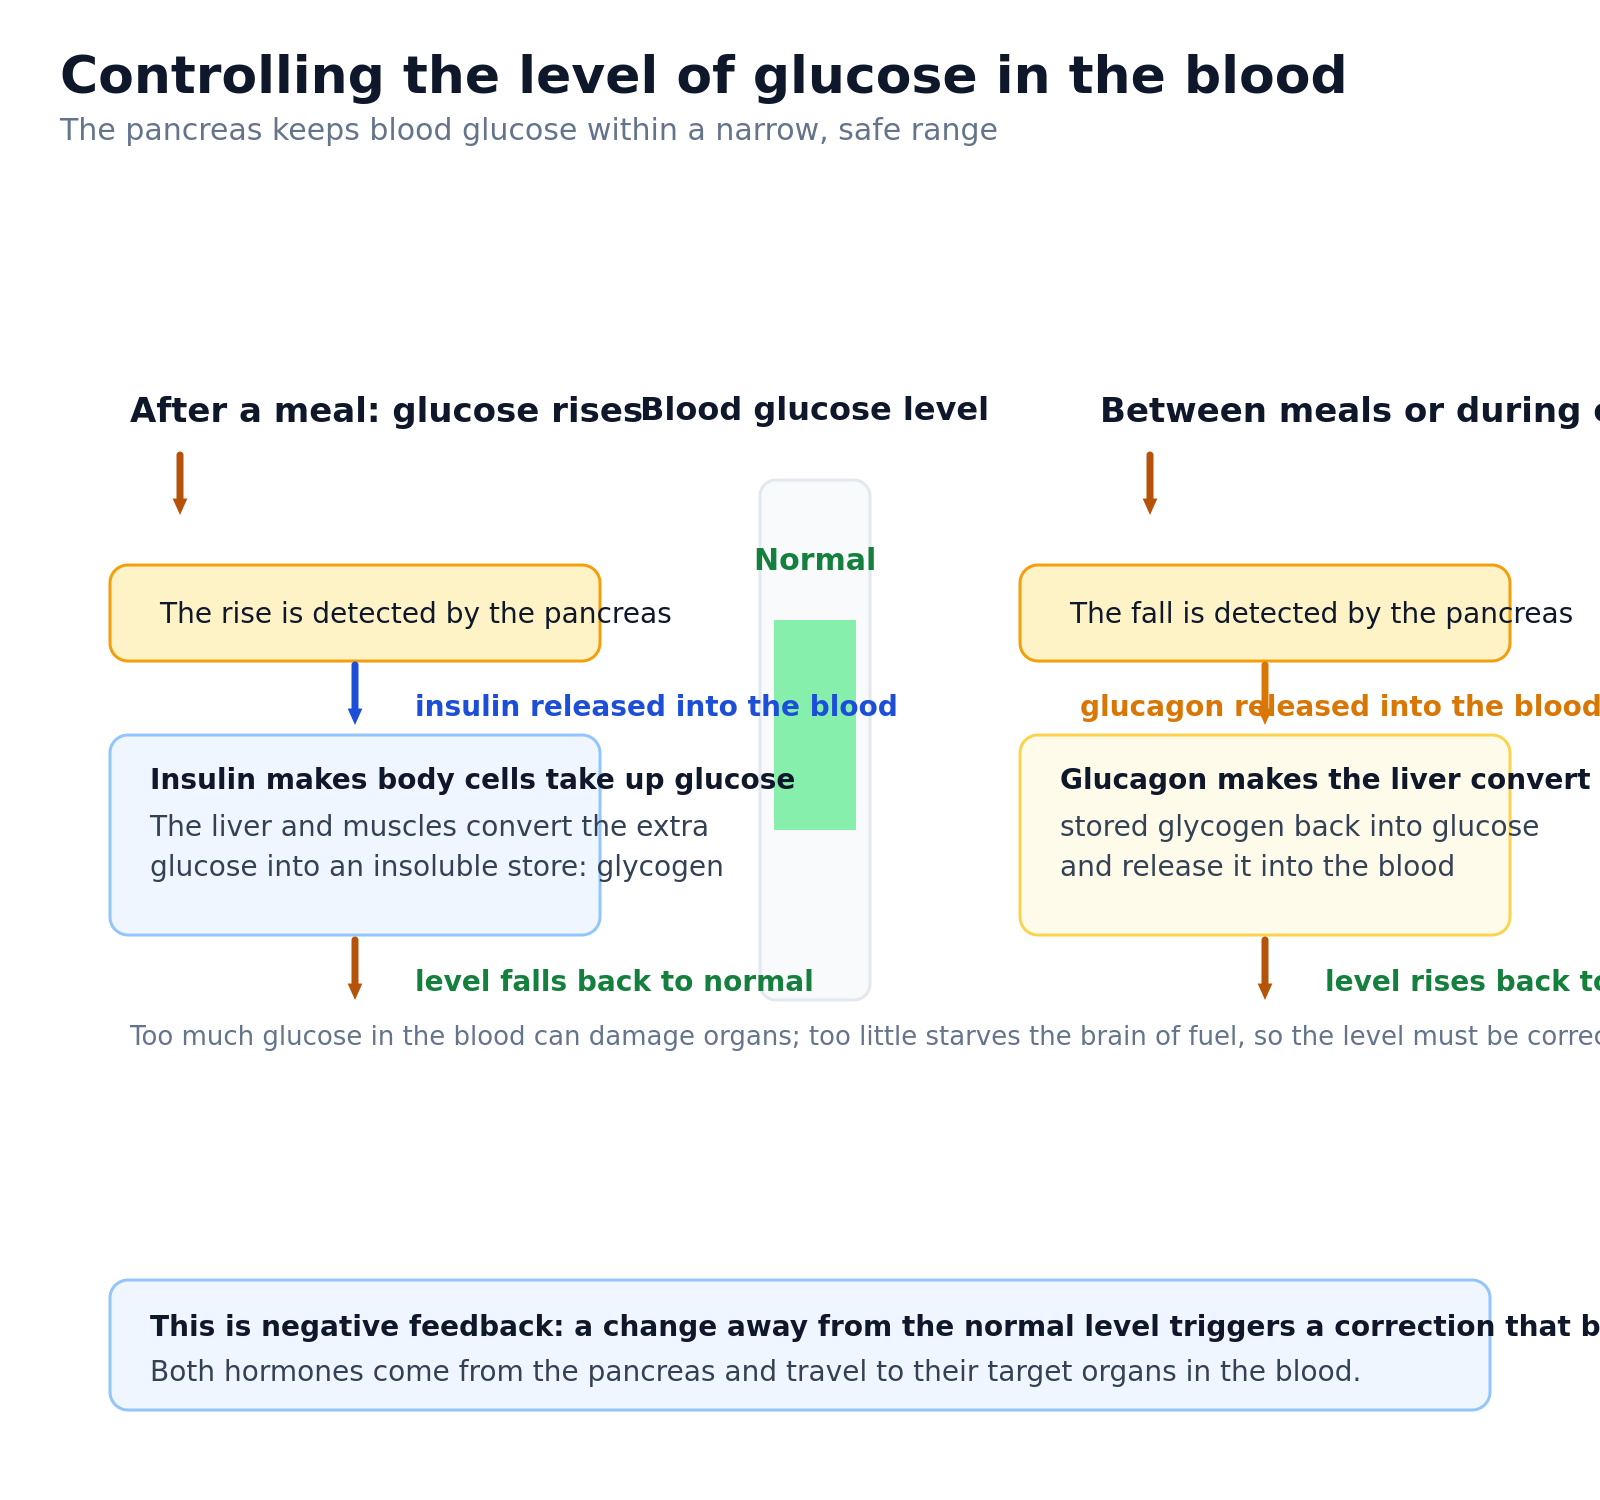 Controlling the level of glucose in the blood
The pancreas keeps blood glucose within a narrow, safe range
After a meal: glucose rises
Blood glucose level
Between meals or during
Normal
The rise is detected by the pancreas
The fall is detected by the pancreas
insulin released into the blood
glucagon released into the blood
Insulin makes body cells take up glucose
The liver and muscles convert the extra
glucose into an insoluble store: glycogen
Glucagon makes the liver convert
stored glycogen back into glucose
and release it into the blood
level falls back to normal
level rises back to
Too much glucose in the blood can damage organs; too little starves the brain of fuel, so the level must be
This is negative feedback: a change away from the normal level triggers a correction that
Both hormones come from the pancreas and travel to their target organs in the blood.